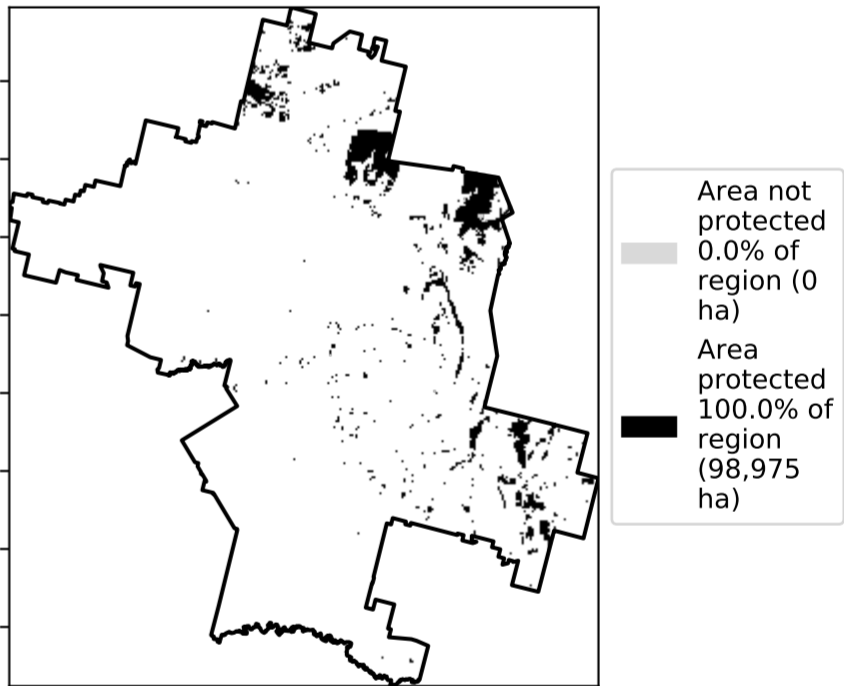 Area not
protected
0.0% of
region (0
ha)
Area
protected
100.0% of
region
(98,975
ha)